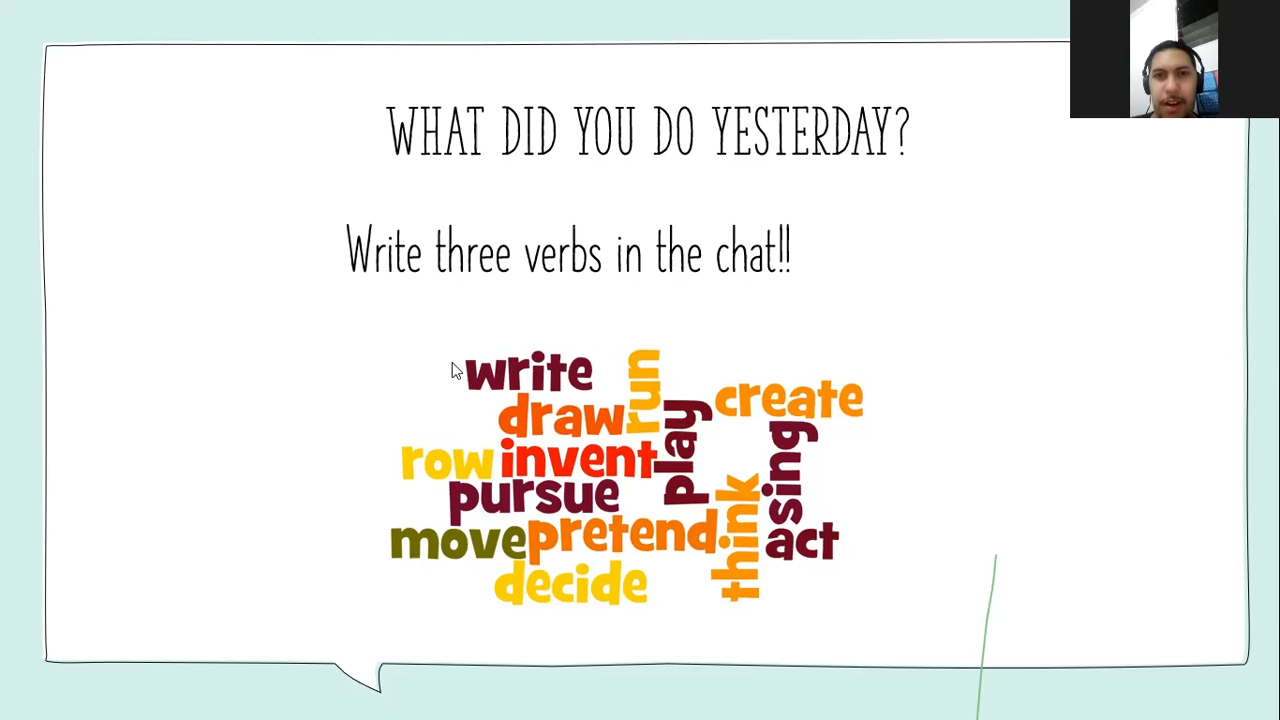 WHAT DID YOU DO YESTERDAY?
Write three verbs in the chat!!
write
run
create
draw
play
sing
row invent
pursue
think
move pretend
act
decide